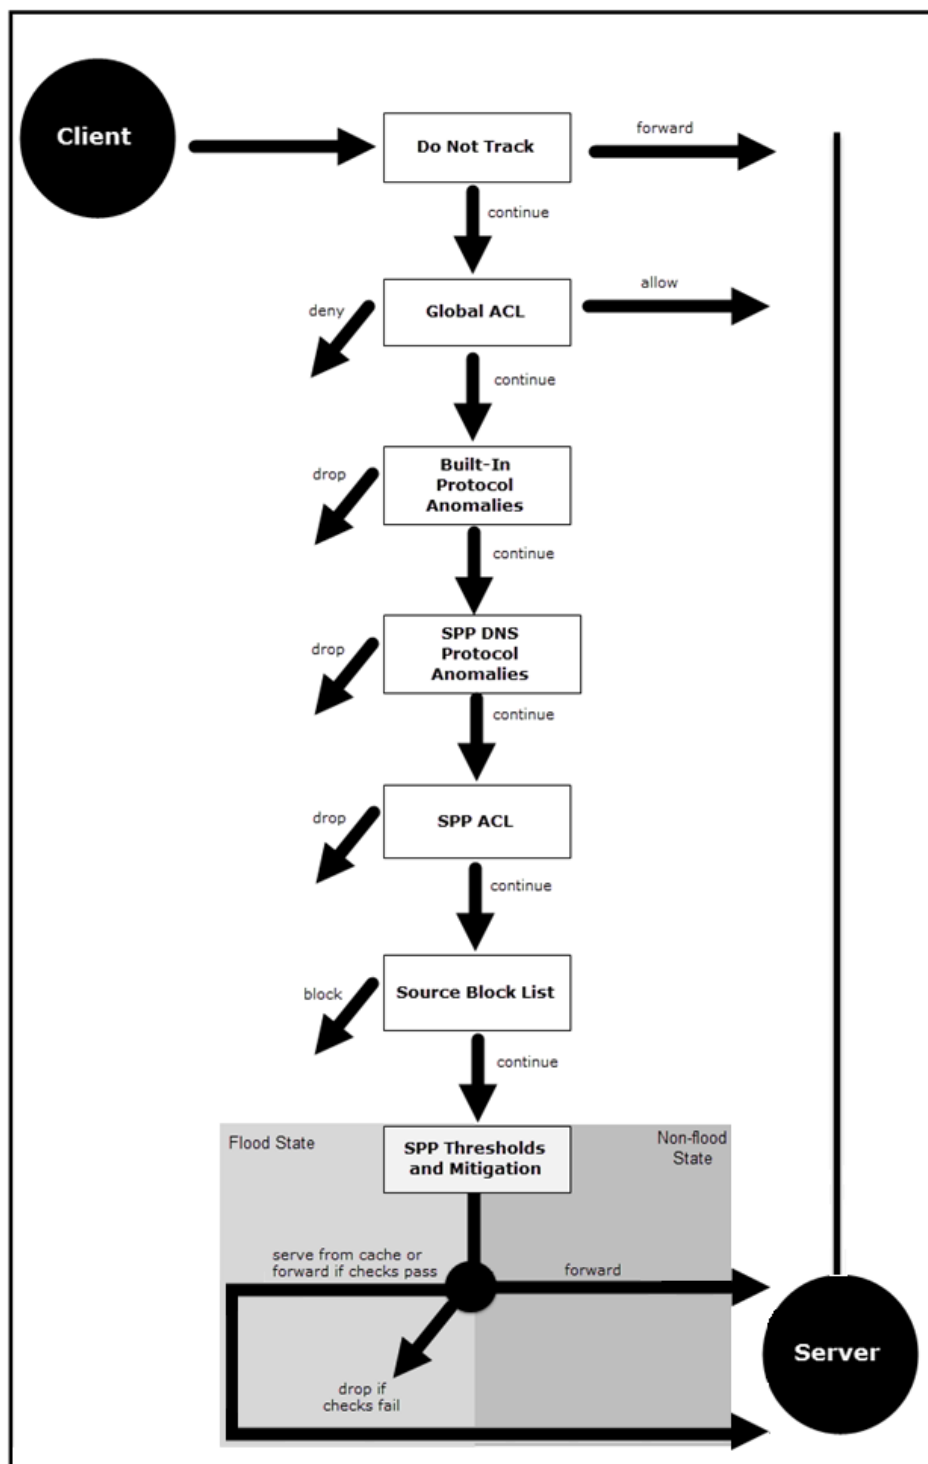 Client
Do Not Track
forward
continue
Global ACL
allow
deny
continue
Built-In
Protocol
Anomalies
drop
continue
SPP DNS
Protocol
Anomalies
drop
continue
SPP ACL
drop
continue
Source Block List
block
continue
Flood State
SPP Thresholds
and Mitigation
Non-flood
State
serve from cache or
forward if checks pass
forward
drop if
checks fail
Server